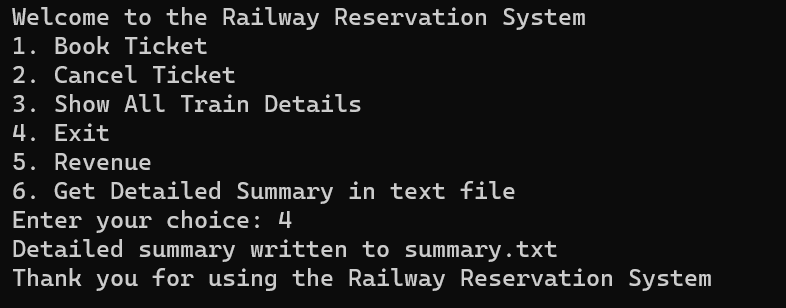 Welcome to the Railway Reservation System
1. Book Ticket
2. Cancel Ticket
3. Show All Train Details
4. Exit
5. Revenue
6. Get Detailed Summary in text file
Enter your choice: 4
Detailed summary written to summary.txt
Thank you for using the Railway Reservation System